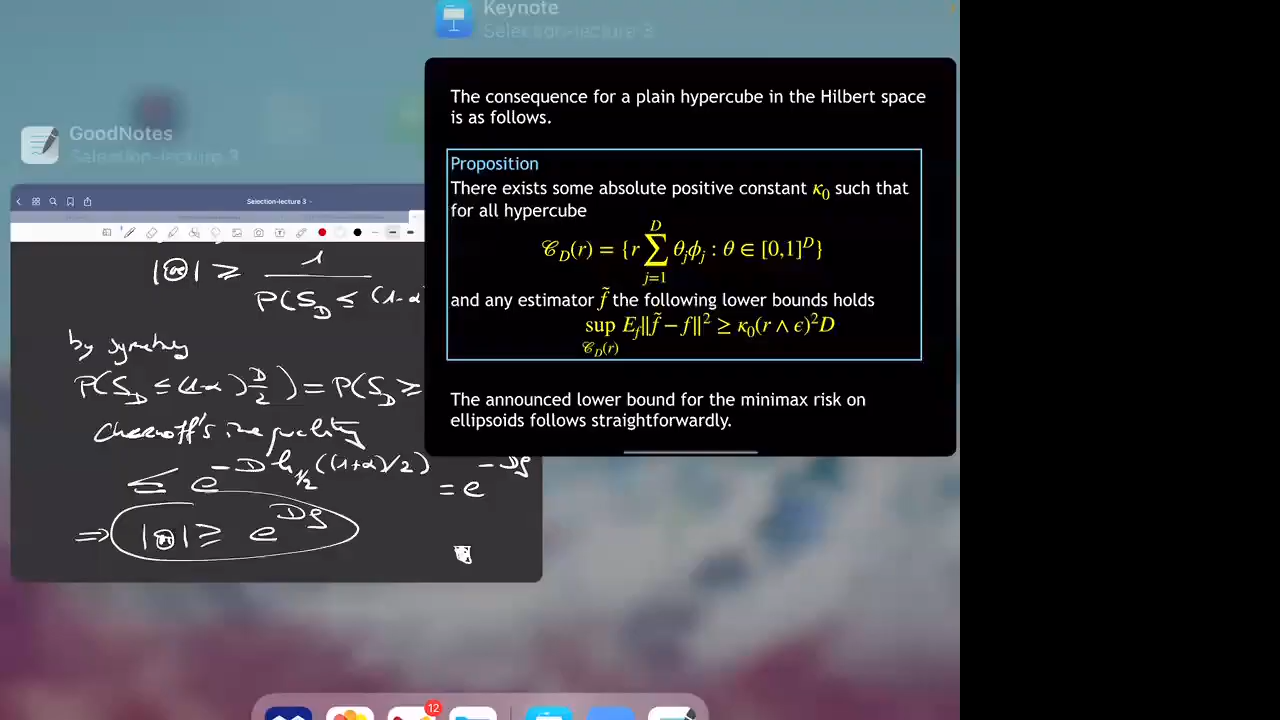 Keynote
Selection-lecture 3
The consequence for a plain hypercube in the Hilbert space
is as follows.
Proposition
There exists some absolute positive constant κ₀ such that
for all hypercube
𝒞_D(r) = {r ∑_{j=1}^{D} θ_jϕ_j : θ ∈ [0,1]^D}
and any estimator f̃ the following lower bounds holds
sup_{𝒞_D(r)} E_f‖f̃ − f‖² ≥ κ₀(r ∧ ϵ)²D
The announced lower bound for the minimax risk on
ellipsoids follows straightforwardly.
GoodNotes
Selection-lecture 3
Selection-lecture 3
|Θ| ≥ 1 / P(S_D ≤ (1-α)
by symmetry
P(S_D ≤ (1-α) D/2) = P(S_D ≥
Chernoff's inequality
≤ e^{-D h_{1/2}((1+α)/2)} = e^{-Dρ}
⇒ |Θ| ≥ e^{Dρ}
12